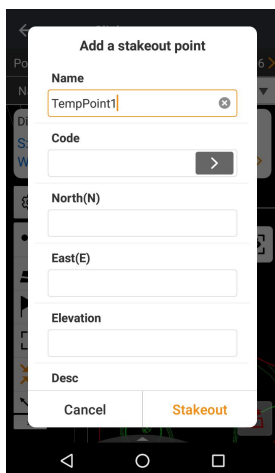 Add a stakeout point
Name
TempPoint1
Code
North(N)
East(E)
Elevation
Desc
Cancel
Stakeout